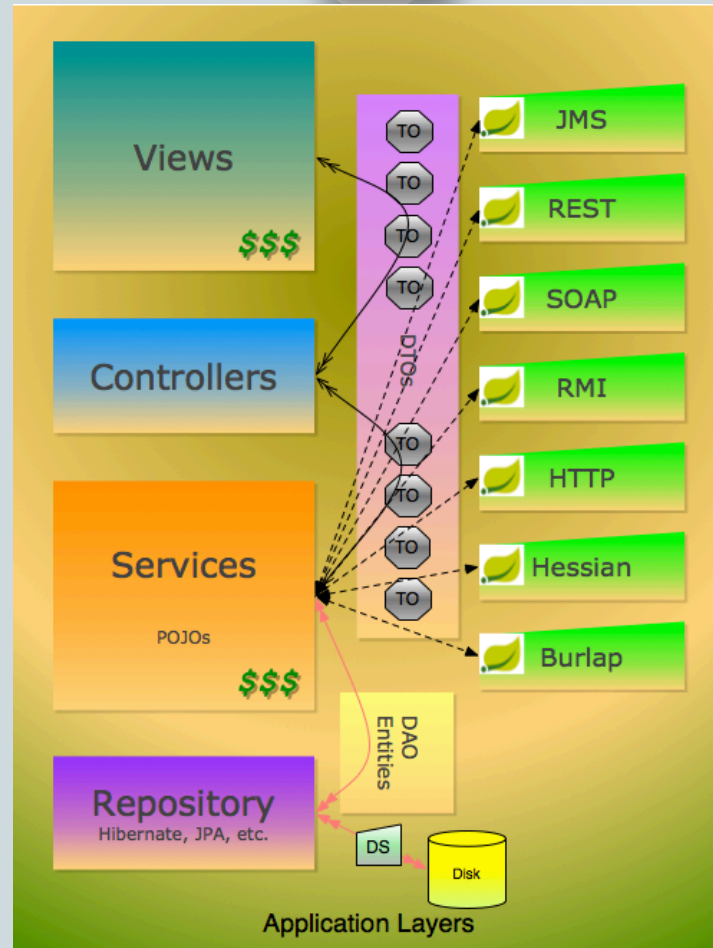 Views
$$$
Controllers
Services
POJOs
$$$
Repository
Hibernate, JPA, etc.
TO
TO
TO
TO
DTOs
TO
TO
TO
TO
DAO
Entities
DS
Disk
JMS
REST
SOAP
RMI
HTTP
Hessian
Burlap
Application Layers